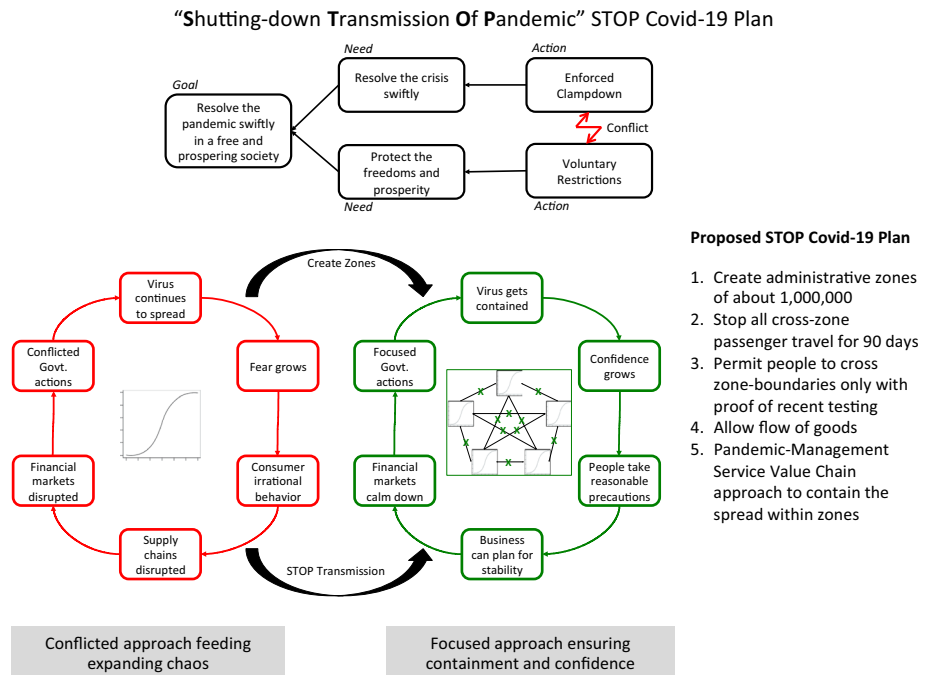 “Shutting-down Transmission Of Pandemic” STOP Covid-19 Plan
Need
Action
Goal
Resolve the crisis
swiftly
Enforced
Clampdown
Resolve the
pandemic swiftly
in a free and
prospering society
Conflict
Protect the
freedoms and
prosperity
Voluntary
Restrictions
Need
Action
Create Zones
Virus
continues
to spread
Fear grows
Consumer
irrational
behavior
Supply
chains
disrupted
Financial
markets
disrupted
Conflicted
Govt.
actions
STOP Transmission
Virus gets
contained
Confidence
grows
People take
reasonable
precautions
Business
can plan for
stability
Financial
markets
calm down
Focused
Govt.
actions
X
X
X
X
X
X
X
X
X
X
Proposed STOP Covid-19 Plan
1. Create administrative zones
of about 1,000,000
2. Stop all cross-zone
passenger travel for 90 days
3. Permit people to cross
zone-boundaries only with
proof of recent testing
4. Allow flow of goods
5. Pandemic-Management
Service Value Chain
approach to contain the
spread within zones
Conflicted approach feeding
expanding chaos
Focused approach ensuring
containment and confidence